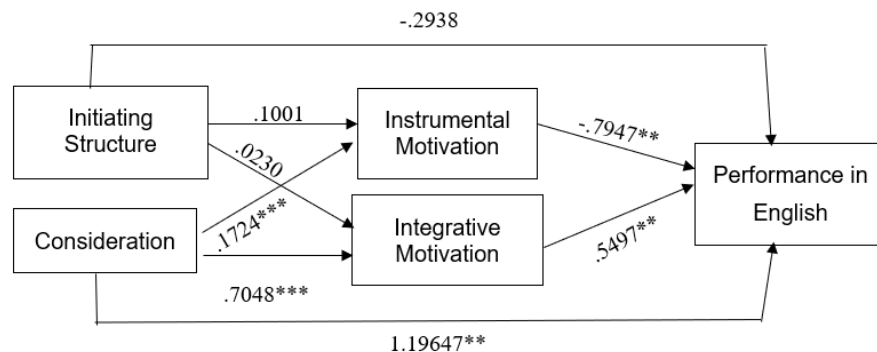 -.2938
Initiating
Structure
.1001
Instrumental
Motivation
-.7947**
.0230
Performance in
English
Consideration
.1724***
Integrative
Motivation
.5497**
.7048***
1.19647**